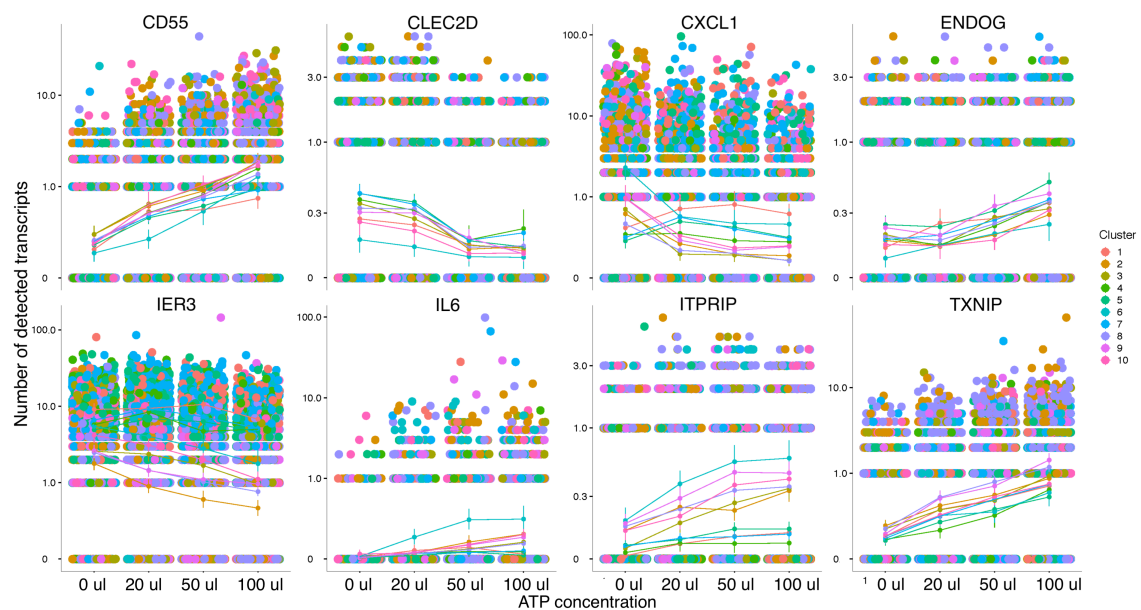 CD55 CLEC2D CXCL1 ENDOG
10.0 3.0 100.0 3.0
1.0 1.0 10.0 1.0
0.3 1.0 0.3
0 0 0 0
Number of detected transcripts
Cluster
1
2
3
4
5
6
7
8
9
10
IER3 IL6 ITPRIP TXNIP
100.0 100.0 3.0 10.0
10.0 10.0 1.0 1.0
1.0 1.0 0.3
0 0 0 0
0 ul 20 ul 50 ul 100 ul 0 ul 20 ul 50 ul 100 ul 0 ul 20 ul 50 ul 100 ul 1 0 ul 20 ul 50 ul 100 ul
ATP concentration